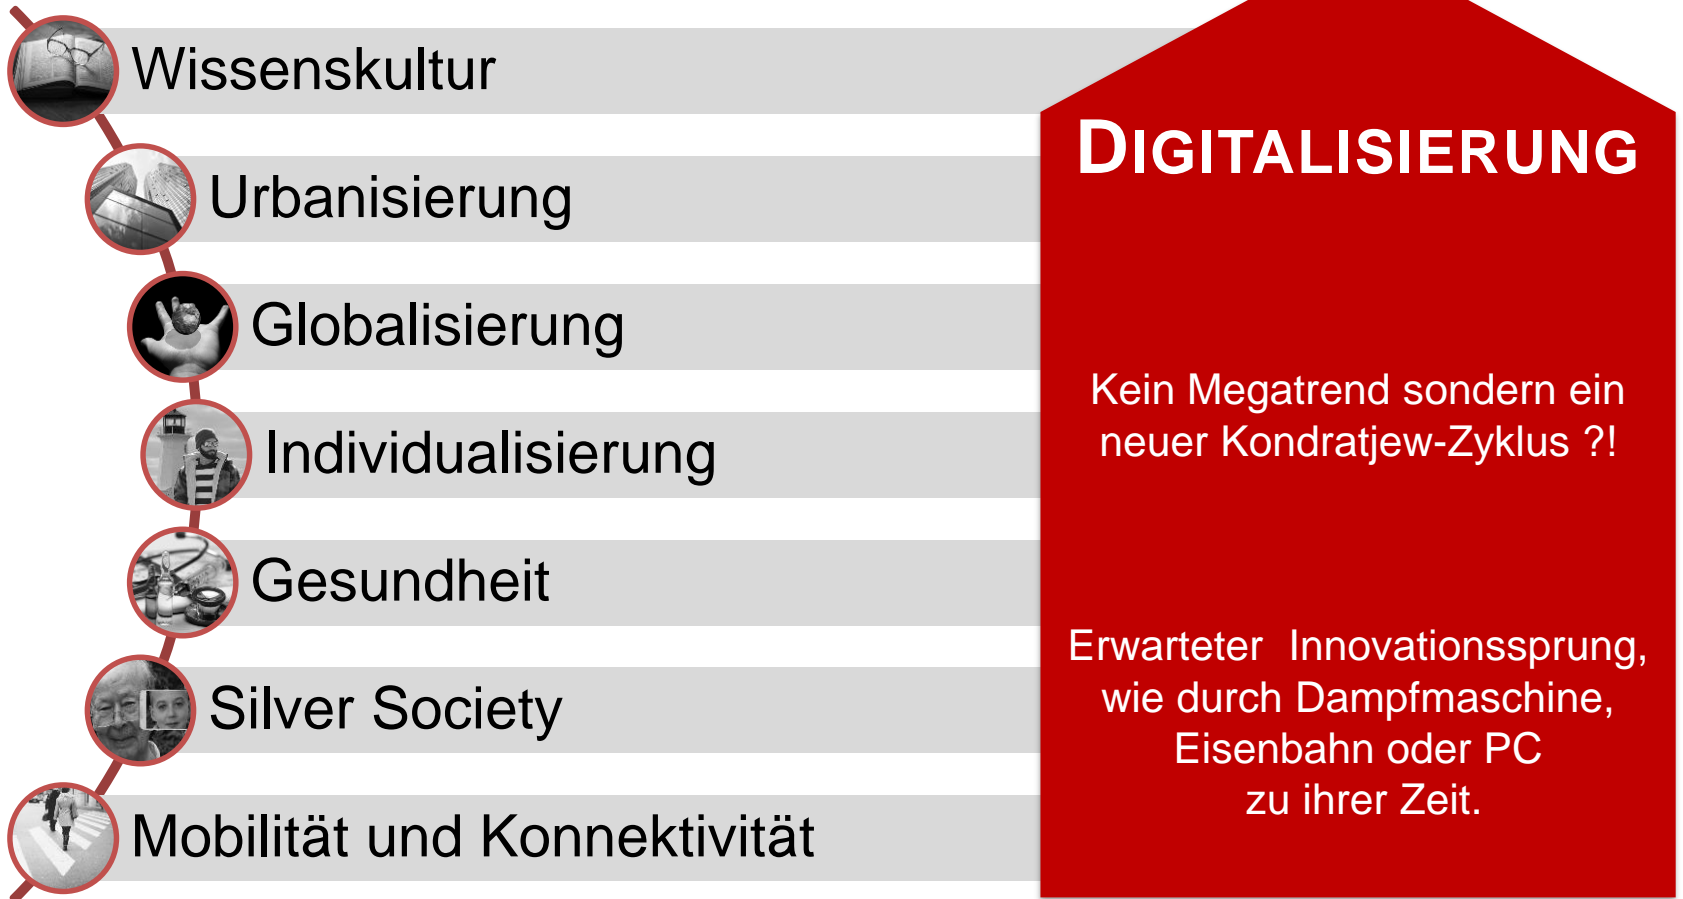 Wissenskultur
Urbanisierung
Globalisierung
Individualisierung
Gesundheit
Silver Society
Mobilität und Konnektivität
DIGITALISIERUNG
Kein Megatrend sondern ein
neuer Kondratjew-Zyklus ?!
Erwarteter Innovationssprung,
wie durch Dampfmaschine,
Eisenbahn oder PC
zu ihrer Zeit.